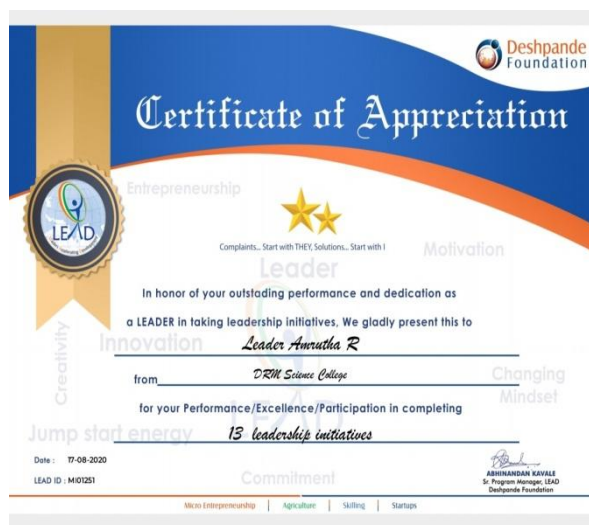 Deshpande
Foundation
Certificate of Appreciation
Entrepreneurship
LEAD
Complaints... Start with THEY, Solutions... Start with I
Motivation
Leader
In honor of your outstading performance and dedication as
a LEADER in taking leadership initiatives, We gladly present this to
Innovation
Leader Amrutha R
Creativity
from DRM Science College
Changing
Mindset
for your Performance/Excellence/Participation in completing
LEAD
Jump start energy
13 leadership initiatives
Date : 17-08-2020
LEAD ID : MI01251
Commitment
ABHINANDAN KAVALE
Sr. Program Manager, LEAD
Deshpande Foundation
Micro Entrepreneurship | Agriculture | Skilling | Startups